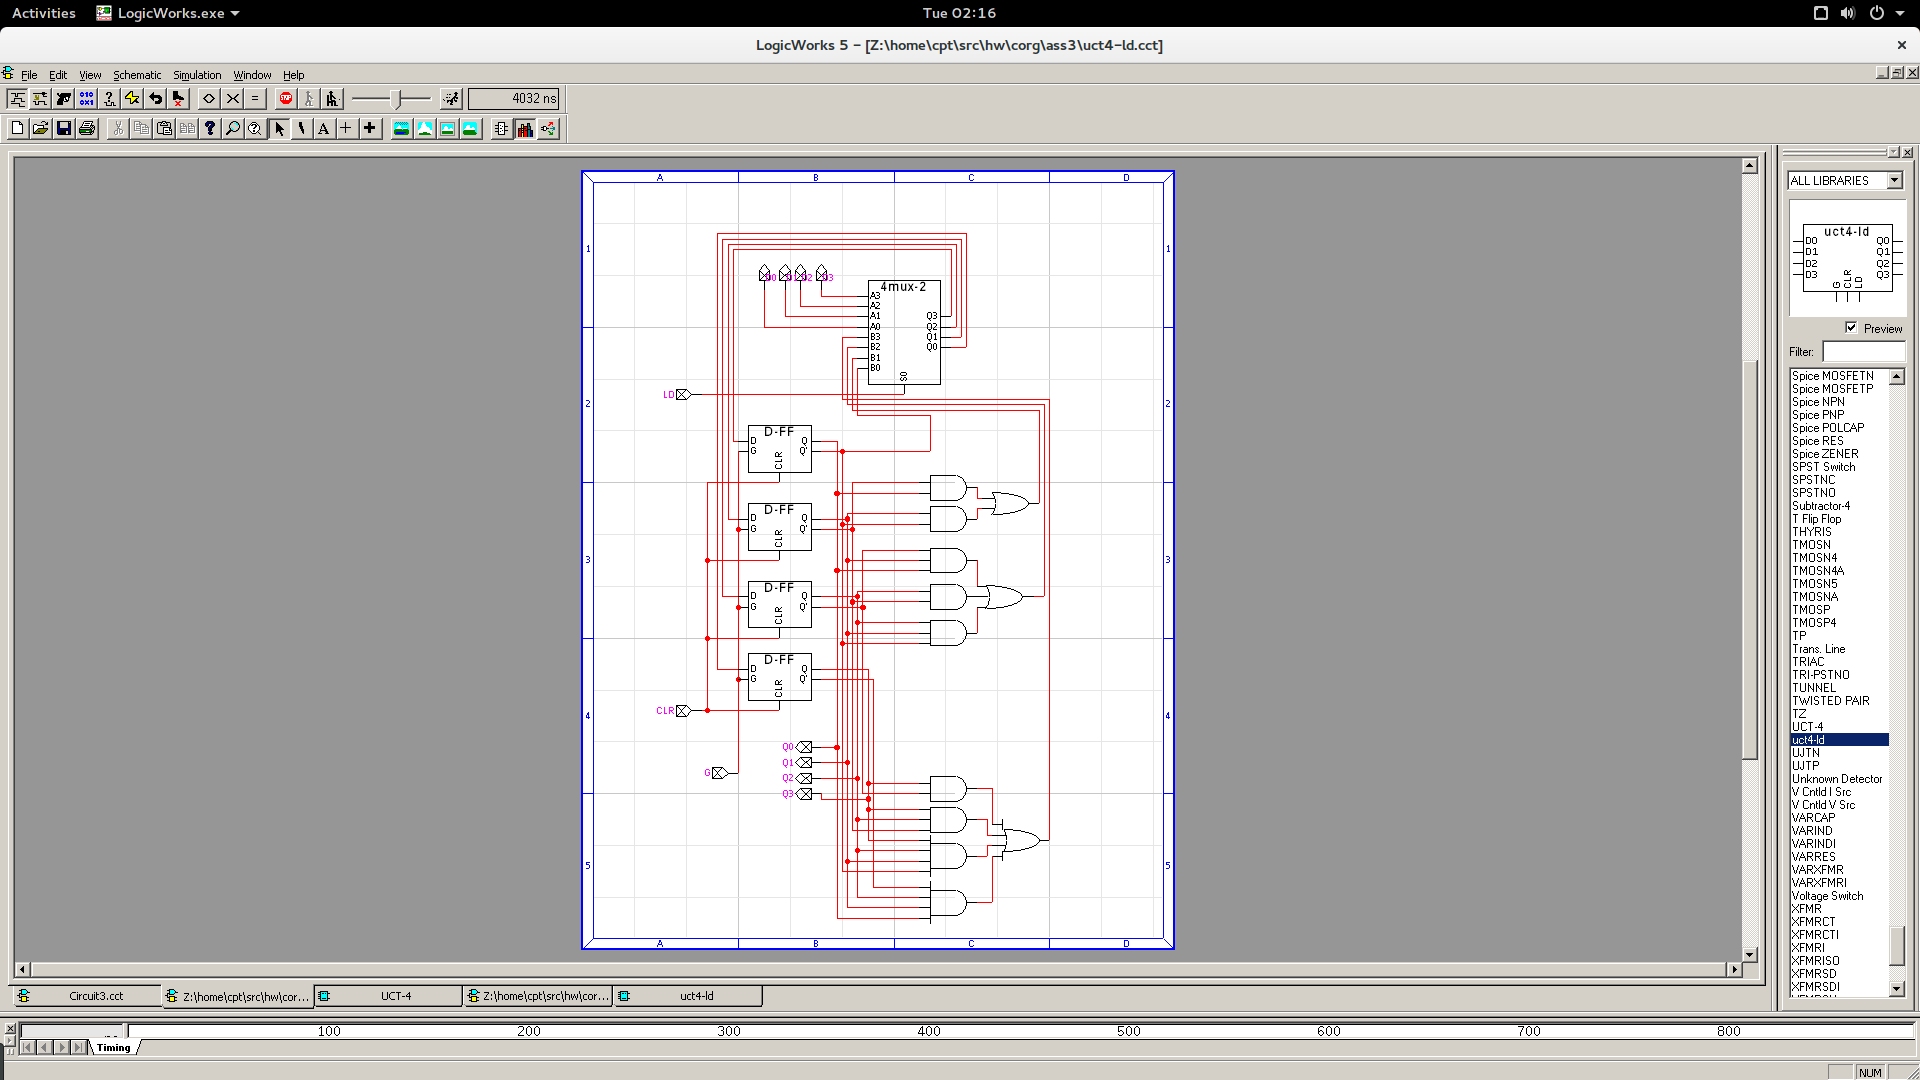 Activities LogicWorks.exe Tue 02:16
LogicWorks 5 – [Z:\home\cpt\src\hw\corg\ass3\uct4-ld.cct]
File Edit View Schematic Simulation Window Help
4032 ns
A B C D
1 1
2 2
3 3
4 4
5 5
A B C D
4mux-2
A3
A2
A1
A0
B3
B2
B1
B0
Q3
Q2
Q1
Q0
S0
LD
D-FF
D Q
G Q'
CLR
D-FF
D Q
G Q'
CLR
D-FF
D Q
G Q'
CLR
D-FF
D Q
G Q'
CLR
CLR
G
Q0
Q1
Q2
Q3
ALL LIBRARIES
uct4-ld
D0 Q0
D1 Q1
D2 Q2
D3 Q3
G CLR LD
Preview
Filter:
Spice MOSFETN
Spice MOSFETP
Spice NPN
Spice PNP
Spice POLCAP
Spice RES
Spice ZENER
SPST Switch
SPSTNC
SPSTNO
Subtractor-4
T Flip Flop
THYRIS
TMOSN
TMOSN4
TMOSN4A
TMOSN5
TMOSNA
TMOSP
TMOSP4
TP
Trans. Line
TRIAC
TRI-PSTNO
TUNNEL
TWISTED PAIR
TZ
UCT-4
uct4-ld
UJTN
UJTP
Unknown Detector
V Cntld I Src
V Cntld V Src
VARCAP
VARIND
VARINDI
VARRES
VARXFMR
VARXFMRI
Voltage Switch
XFMR
XFMRCT
XFMRCTI
XFMRI
XFMRISO
XFMRSD
XFMRSDI
Circuit3.cct Z:\home\cpt\src\hw\cor... UCT-4 Z:\home\cpt\src\hw\cor... uct4-ld
100 200 300 400 500 600 700 800
Timing
NUM